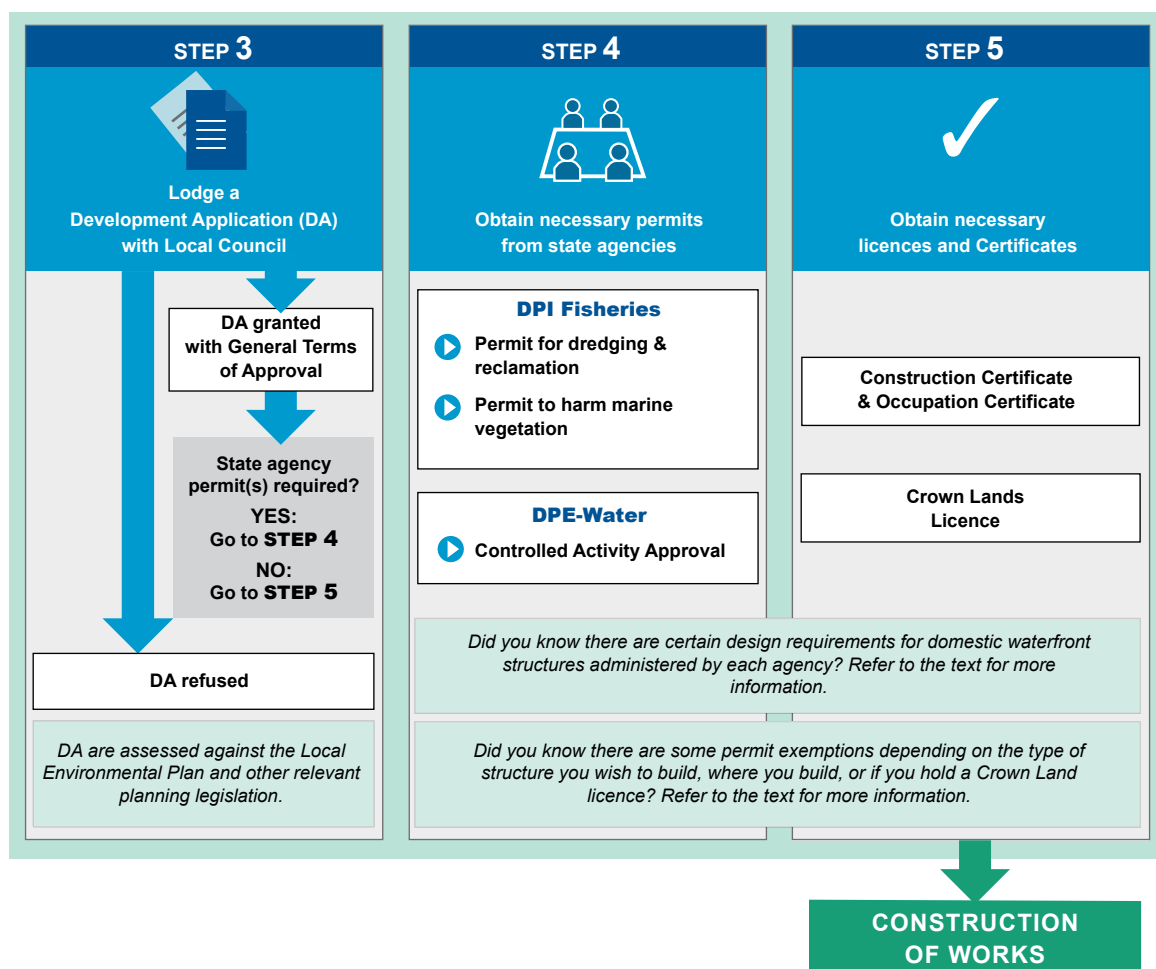 STEP 3
Lodge a
Development Application (DA)
with Local Council
DA granted
with General Terms
of Approval
State agency
permit(s) required?
YES:
Go to STEP 4
NO:
Go to STEP 5
DA refused
DA are assessed against the Local
Environmental Plan and other relevant
planning legislation.
STEP 4
Obtain necessary permits
from state agencies
DPI Fisheries
Permit for dredging &
reclamation
Permit to harm marine
vegetation
DPE-Water
Controlled Activity Approval
STEP 5
Obtain necessary
licences and Certificates
Construction Certificate
& Occupation Certificate
Crown Lands
Licence
Did you know there are certain design requirements for domestic waterfront
structures administered by each agency? Refer to the text for more
information.
Did you know there are some permit exemptions depending on the type of
structure you wish to build, where you build, or if you hold a Crown Land
licence? Refer to the text for more information.
CONSTRUCTION
OF WORKS